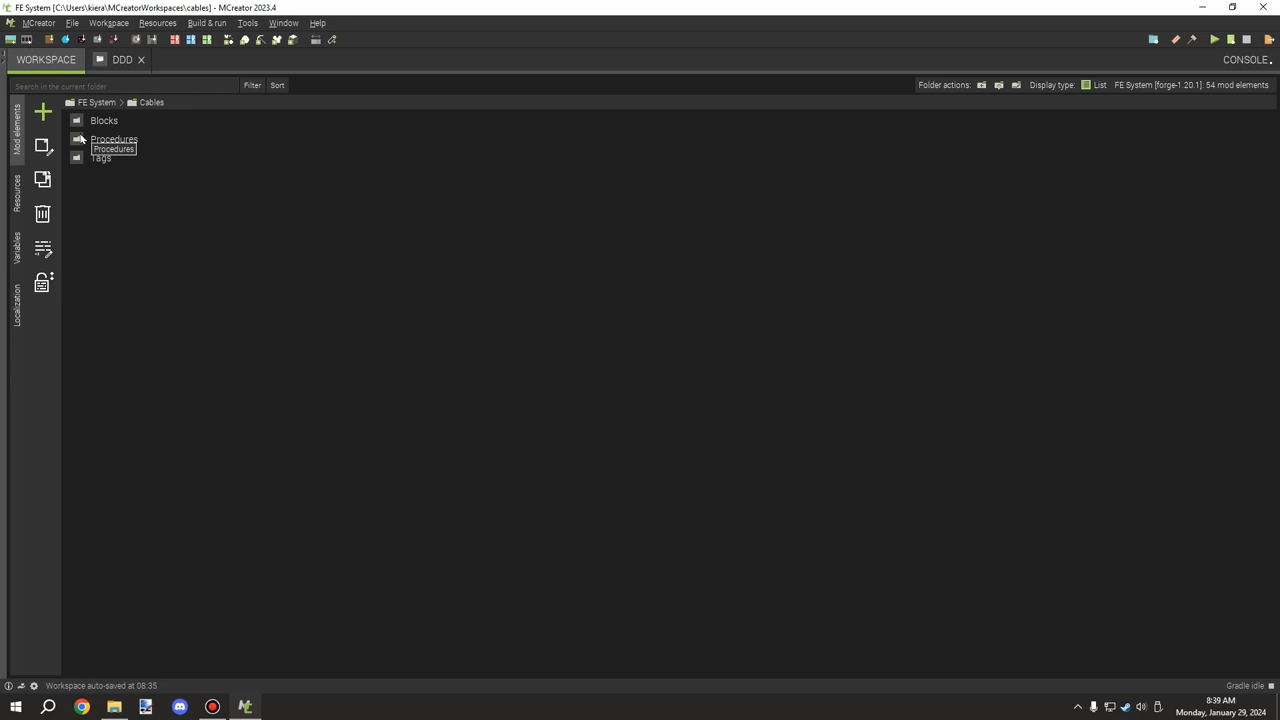 FE System [C:\Users\kiera\MCreatorWorkspaces\cables] - MCreator 2023.4
MCreator File Workspace Resources Build & run Tools Window Help
WORKSPACE DDD CONSOLE
Search in the current folder Filter Sort Folder actions: Display type: List FE System [forge-1.20.1]: 54 mod elements
FE System > Cables
Blocks
Procedures
Procedures
Tags
Mod elements
Resources
Variables
Localization
Workspace auto-saved at 08:35 Gradle idle
8:39 AM
Monday, January 29, 2024